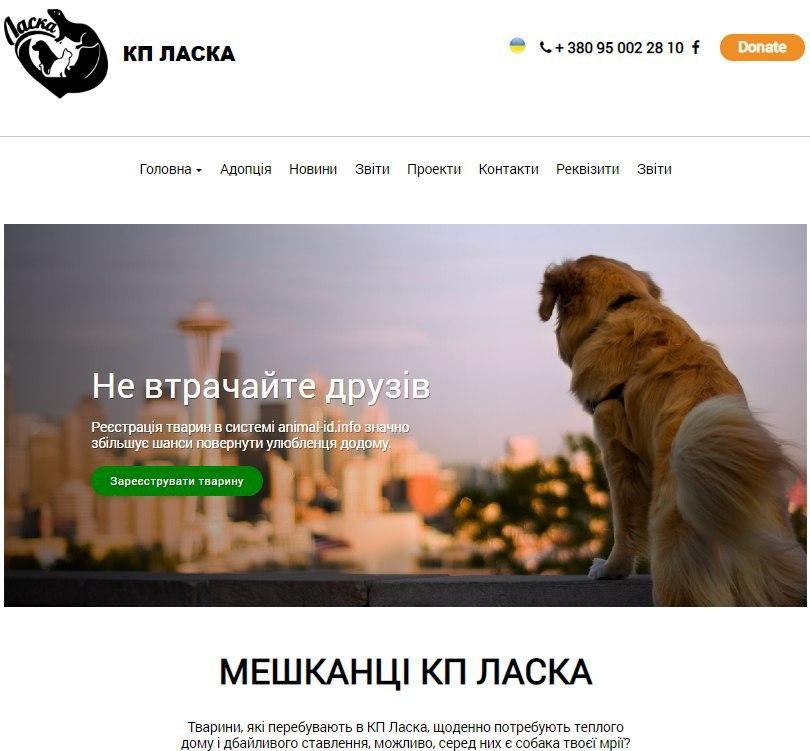 Ласка
КП ЛАСКА
+ 380 95 002 28 10
Donate
Головна Адопція Новини Звіти Проекти Контакти Реквізити Звіти
Не втрачайте друзів
Реєстрація тварин в системі animal-id.info значно
збільшує шанси повернути улюбленця додому.
Зареєструвати тварину
МЕШКАНЦІ КП ЛАСКА
Тварини, які перебувають в КП Ласка, щоденно потребують теплого
дому і дбайливого ставлення, можливо, серед них є собака твоєї мрії?